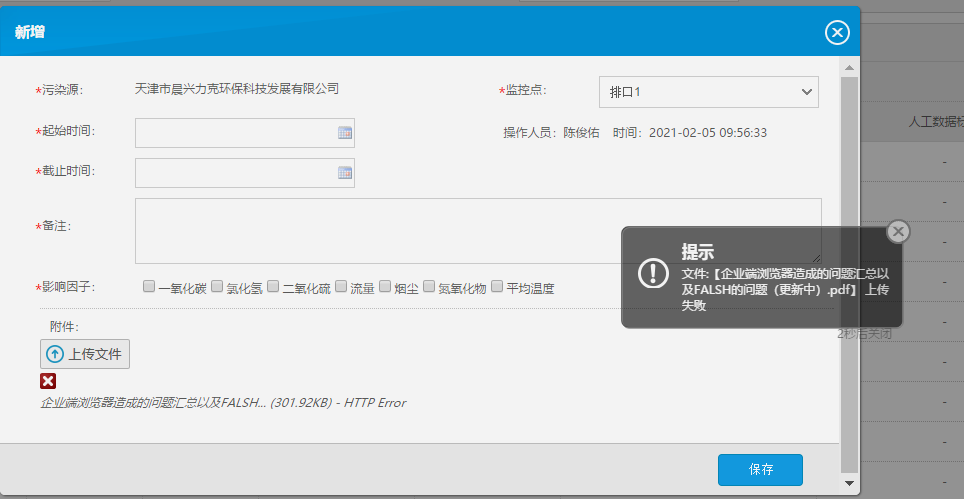 新增
*污染源: 天津市晨兴力克环保科技发展有限公司 *监控点: 排口1
人工数据标
*起始时间: 操作人员: 陈俊佑 时间: 2021-02-05 09:56:33
*截止时间:
*备注:
提示
文件:【企业端浏览器造成的问题汇总以
及FALSH的问题（更新中）.pdf】上传
失败
2秒后关闭
*影响因子: 一氧化碳 氯化氢 二氧化硫 流量 烟尘 氮氧化物 平均温度
附件:
上传文件
企业端浏览器造成的问题汇总以及FALSH... (301.92KB) - HTTP Error
保存